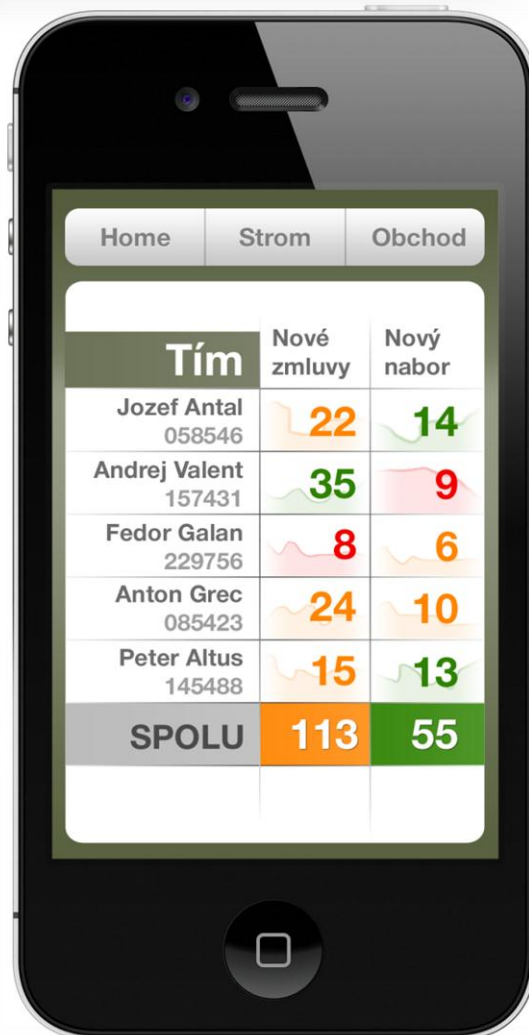 Home Strom Obchod
Tím Nové zmluvy Nový nabor
Jozef Antal 22 14
058546
Andrej Valent 35 9
157431
Fedor Galan 8 6
229756
Anton Grec 24 10
085423
Peter Altus 15 13
145488
SPOLU 113 55